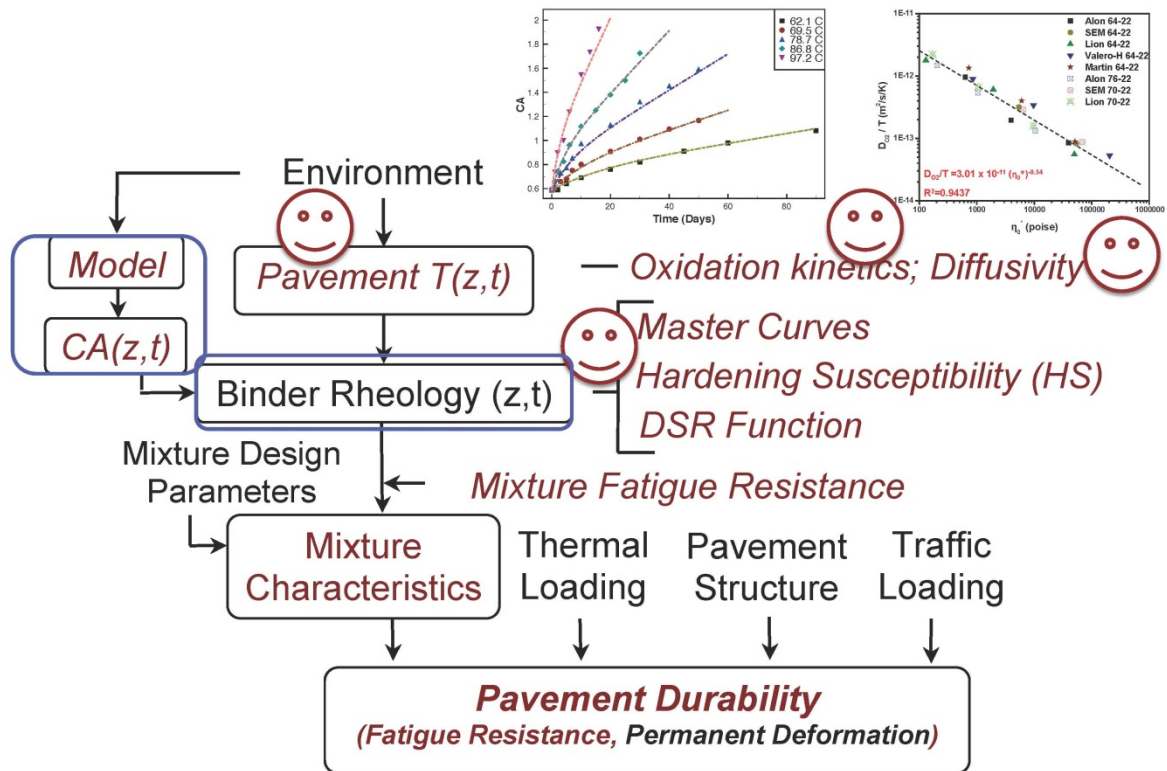 CA
2
1.8
1.6
1.4
1.2
1
0.8
0.6
0.4
0
20
40
60
80
Time (Days)
62.1 C
69.5 C
78.7 C
86.8 C
97.2 C
D_O2 / T (m²/s/K)
1E-11
1E-12
1E-13
1E-14
100
1000
10000
100000
1000000
η₀* (poise)
Alon 64-22
SEM 64-22
Lion 64-22
Valero-H 64-22
Martin 64-22
Alon 76-22
SEM 70-22
Lion 70-22
D_O2/T =3.01 x 10⁻¹¹ (η₀*)⁻⁰·⁵⁴
R²=0.9437
Environment
Model
CA(z,t)
Pavement T(z,t)
Oxidation kinetics; Diffusivity
Master Curves
Hardening Susceptibility (HS)
DSR Function
Binder Rheology (z,t)
Mixture Design
Parameters
Mixture Fatigue Resistance
Mixture
Characteristics
Thermal
Loading
Pavement
Structure
Traffic
Loading
Pavement Durability
(Fatigue Resistance, Permanent Deformation)